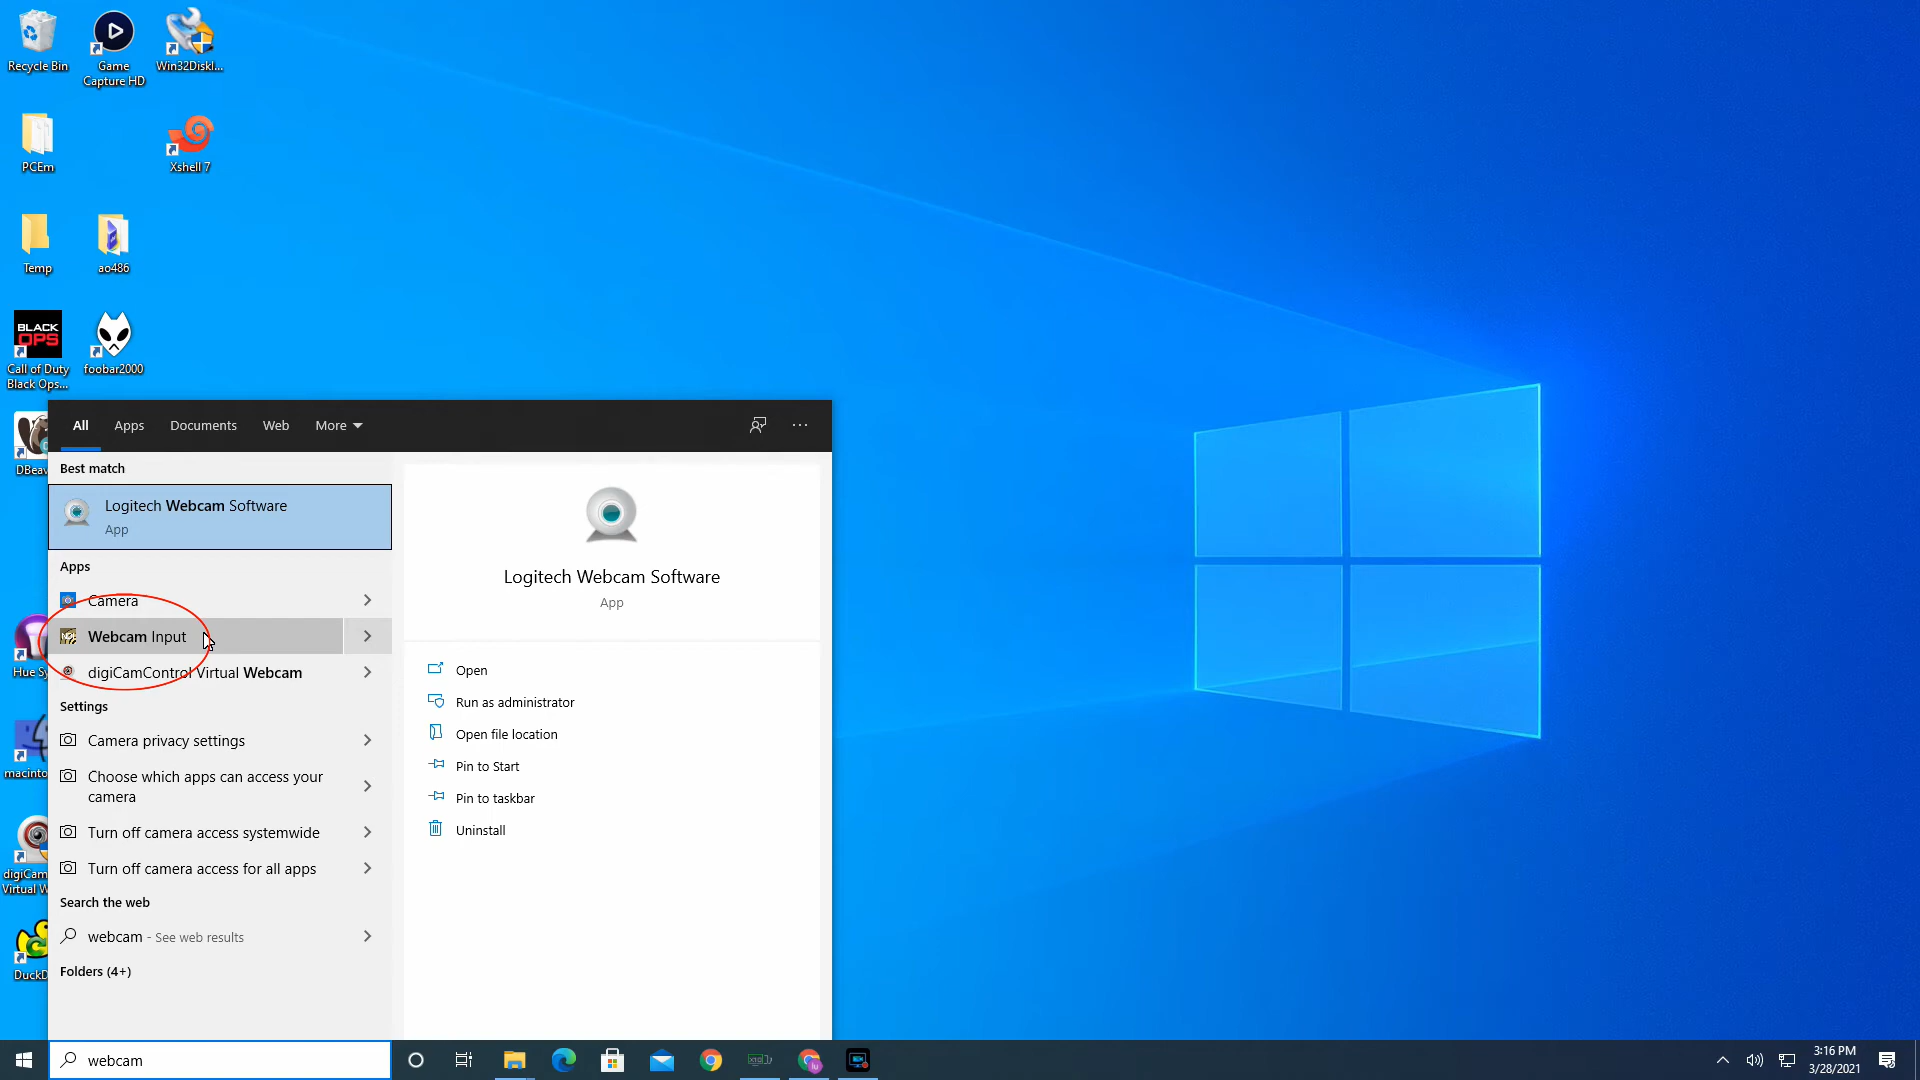 Recycle Bin
Game
Capture HD
Win32DiskI...
PCEm
Xshell 7
Temp
ao486
BLACK
OPS
Call of Duty
Black Ops...
foobar2000
DBeav
Hue Sy
macinto
digiCam
Virtual W
DuckD
All
Apps
Documents
Web
More
Best match
Logitech Webcam Software
App
Apps
Camera
Webcam Input
digiCamControl Virtual Webcam
Settings
Camera privacy settings
Choose which apps can access your
camera
Turn off camera access systemwide
Turn off camera access for all apps
Search the web
webcam - See web results
Folders (4+)
Logitech Webcam Software
App
Open
Run as administrator
Open file location
Pin to Start
Pin to taskbar
Uninstall
webcam
3:16 PM
3/28/2021